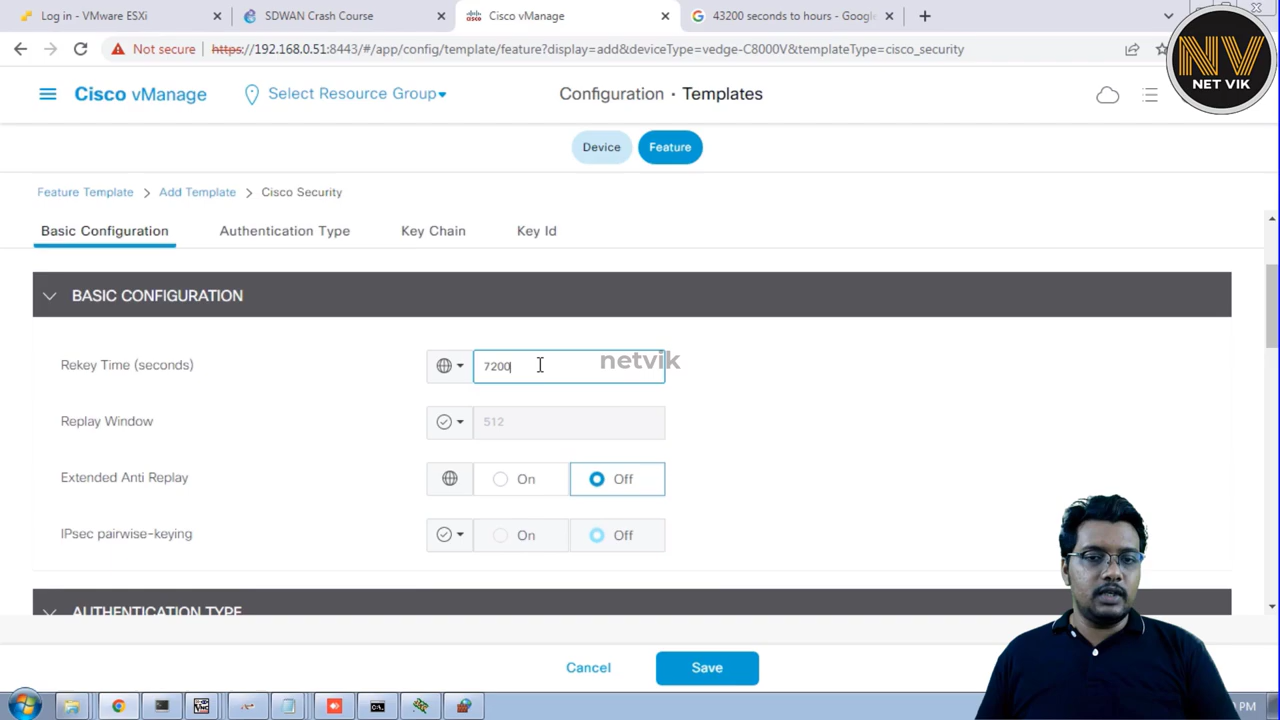 Log in - VMware ESXi
SDWAN Crash Course
Cisco vManage
43200 seconds to hours - Google
Not secure
https://192.168.0.51:8443/#/app/config/template/feature?display=add&deviceType=vedge-C8000V&templateType=cisco_security
NV
NET VIK
Cisco vManage
Select Resource Group
Configuration · Templates
Device
Feature
Feature Template > Add Template > Cisco Security
Basic Configuration
Authentication Type
Key Chain
Key Id
BASIC CONFIGURATION
Rekey Time (seconds)
7200
netvik
Replay Window
512
Extended Anti Replay
On
Off
IPsec pairwise-keying
On
Off
AUTHENTICATION TYPE
Cancel
Save
PM